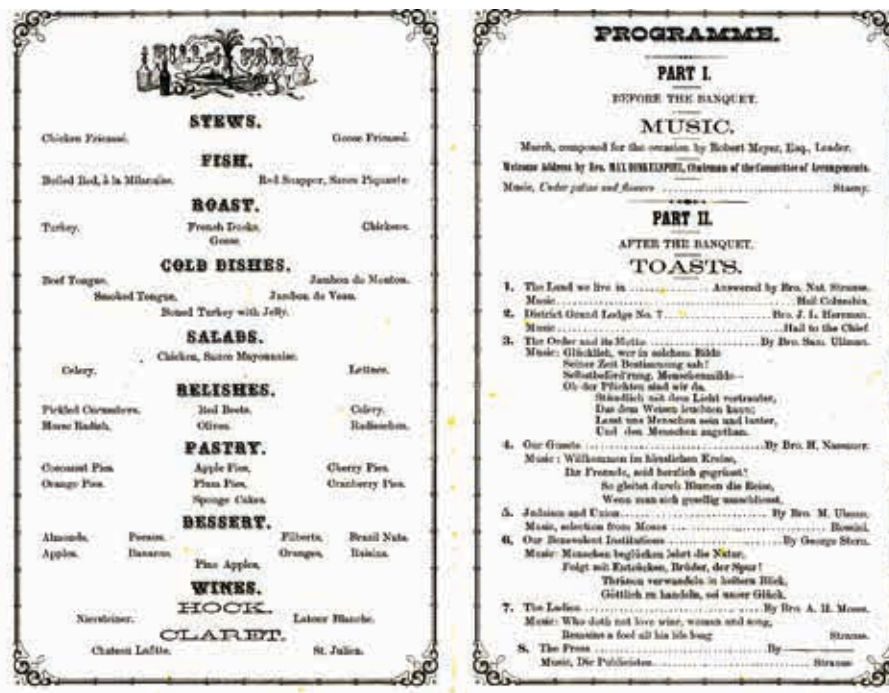 BILL of FARE
STEWS.
Chicken Fricassé. Goose Fricassé.
FISH.
Boiled Red, à la Milanaise. Red Snapper, Sauce Piquante
ROAST.
Turkey. French Ducks. Chickens.
Goose
COLD DISHES.
Beef Tongue. Jambon de Mouton.
Smoked Tongue. Jambon de Veau.
Boned Turkey with Jelly.
SALADS.
Chicken, Sauce Mayonnaise.
Celery. Lettuce.
RELISHES.
Pickled Cucumbers. Red Beets. Celery.
Horse Radish. Olives. Radieschen.
PASTRY.
Cocoanut Pies Apple Pies, Cherry Pies
Orange Pies. Plum Pies, Cranberry Pies.
Sponge Cakes.
DESSERT.
Almonds. Pecans. Filberts. Brazil Nuts
Apples. Bananas. Oranges. Raisins.
Pine Apples.
WINES.
HOCK.
Niersteiner. Latour Blanche.
CLARET.
Chateau Lafitte. St. Julien.
PROGRAMME.
PART I.
BEFORE THE BANQUET.
MUSIC.
March, composed for the occasion by Robert Meyer, Esq., Leader.
Welcome Address by Bro. MAX DINKELSPIEL, Chairman of the Committee of Arrangements.
Music, Under palms and flowers Stasny.
PART II.
AFTER THE BANQUET.
TOASTS.
1. The Land we live in Answered by Bro. Nat. Strauss.
Music Hail Columbia.
2. District Grand Lodge No. 7 Bro. J. L. Herrman.
Music Hail to the Chief
3. The Order and its Motto By Bro. Sam. Ullman.
Music: Glücklich, wer in solchem Bilde
Seiner Zeit Bestimmung sah!
Selbstbeförd'rung, Menschenmilde—
Ob der Pflichten sind wir da.
Ständlich mit dem Licht vertrauter,
Das dem Weisen leuchten kann;
Lasst uns Menschen sein und lauter,
Und den Menschen zugethan.
4. Our Guests By Bro. H, Nassauer.
Music: Willkommen im häuslichen Kreise,
Ihr Freunde, seid herzlich gegrüsst!
So gleitet durch Blumen die Reise,
Wenn man sich gesellig umschliesst.
5. Judaism and Union By Bro. M. Ulman.
Music, selection from Moses Rossini.
6. Our Benevolent Institutions By George Stern.
Music: Menschen beglücken lehrt die Natur,
Folgt mit Entzücken, Brüder, der Spur!
Thränen verwandeln in heitern Blick,
Göttlich zu handeln, sei unser Glück.
7. The Ladies By Bro. A. H. Moses.
Music: Who doth not love wine, woman and song,
Remains a fool all his life long Strauss.
8. The Press By
Music, Die Publicisten Strauss